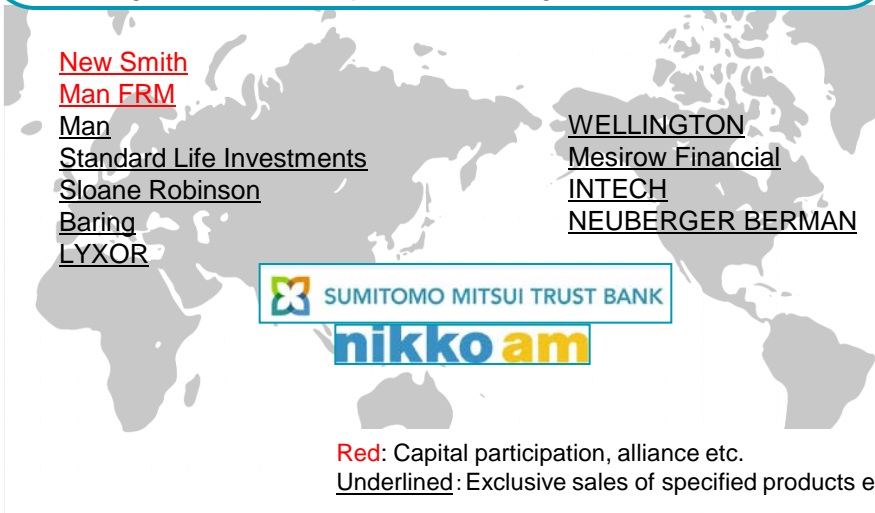 New Smith
Man FRM
Man
Standard Life Investments
Sloane Robinson
Baring
LYXOR
WELLINGTON
Mesirow Financial
INTECH
NEUBERGER BERMAN
SUMITOMO MITSUI TRUST BANK
nikko am
Red: Capital participation, alliance etc.
Underlined：Exclusive sales of specified products e